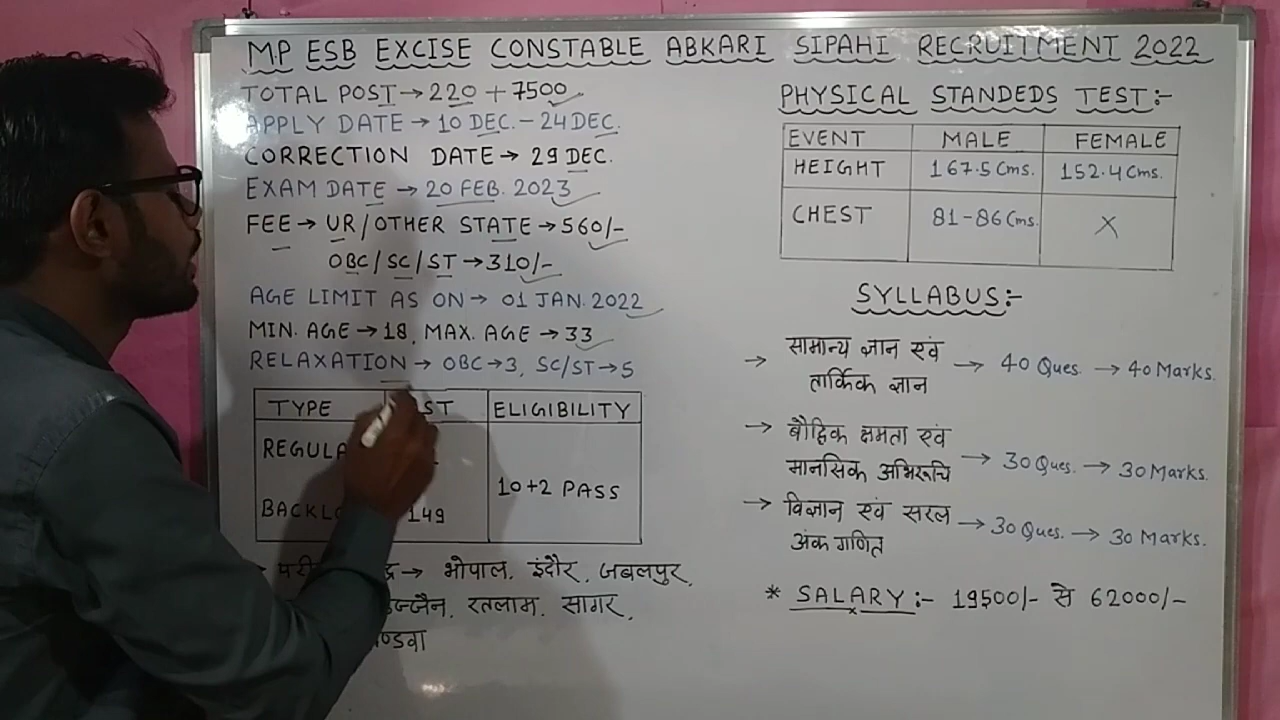 MP ESB EXCISE CONSTABLE ABKARI SIPAHI RECRUITMENT 2022
TOTAL POST→220+7500
APPLY DATE→10 DEC.-24 DEC.
CORRECTION DATE→29 DEC.
EXAM DATE→20 FEB. 2023
FEE→UR/OTHER STATE→560/-
OBC/SC/ST→310/-
AGE LIMIT AS ON→01 JAN. 2022
MIN. AGE→18, MAX. AGE→33
RELAXATION→OBC→3, SC/ST→5
TYPE ELIGIBILITY
10+2 PASS
149
→ भोपाल, इंदौर, जबलपुर,
उज्जैन, रतलाम, सागर,
PHYSICAL STANDEDS TEST:-
EVENT MALE FEMALE
HEIGHT 167.5 Cms. 152.4 Cms.
CHEST 81-86 Cms. X
SYLLABUS:-
→ सामान्य ज्ञान एवं
तार्किक ज्ञान → 40 Ques. → 40 Marks.
→ बौद्धिक क्षमता एवं
मानसिक अभिरूचि → 30 Ques. → 30 Marks.
→ विज्ञान एवं सरल
अंक गणित → 30 Ques. → 30 Marks.
* SALARY:- 19500/- से 62000/-